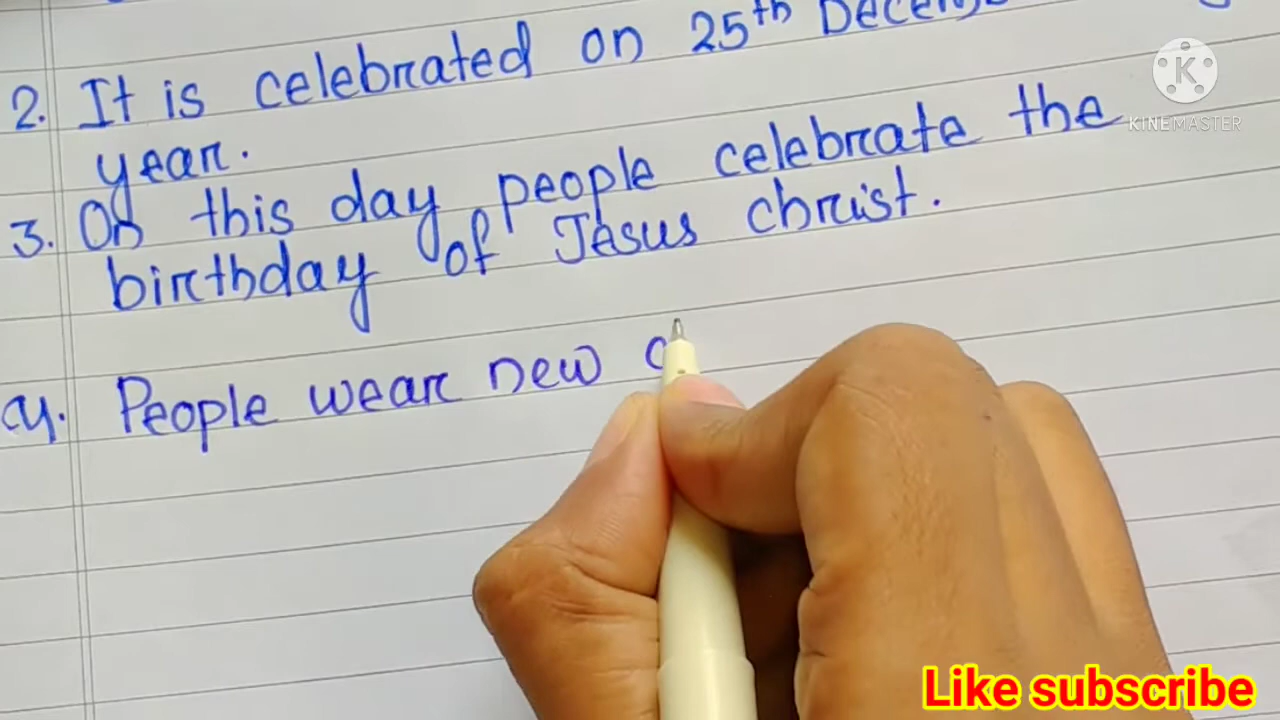 2. It is celebrated on 25th
year.
3. On this day people celebrate the
birthday of Jesus christ.
4. People wear new c
KINEMASTER
Like subscribe